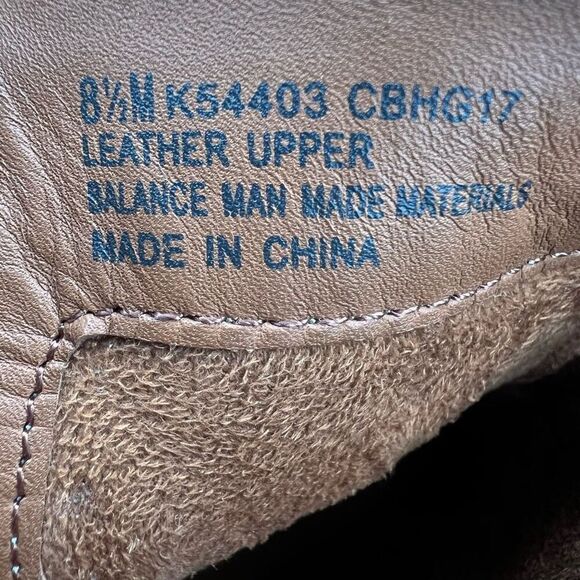 8½M K54403 CBHG17
LEATHER UPPER
BALANCE MAN MADE MATERIALS
MADE IN CHINA